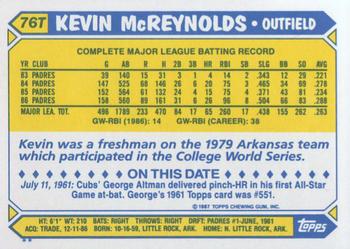 76T KEVIN McREYNOLDS • OUTFIELD
COMPLETE MAJOR LEAGUE BATTING RECORD
YR CLUB G AB R H 2B 3B HR RBI SB SLG BB SO AVG
83 PADRES 39 140 15 31 3 1 4 14 2 .343 12 29 .221
84 PADRES 147 525 68 146 26 6 20 75 3 .465 34 69 .278
85 PADRES 152 564 61 132 24 4 15 75 4 .371 43 81 .234
86 PADRES 158 560 89 161 31 6 26 96 8 .504 66 83 .288
MAJOR LEA. TOT. 496 1789 233 470 84 17 65 260 17 .438 155 262 .263
GW-RBI (1986): 14 GW-RBI (CAREER): 38
Kevin was a freshman on the 1979 Arkansas team
which participated in the College World Series.
• ON THIS DATE •
July 11, 1961: Cubs' George Altman delivered pinch-HR in his first All-Star
Game at-bat. George's 1961 Topps card was #551.
©1987 TOPPS CHEWING GUM, INC.
HT: 6'1" WT: 210 BATS: RIGHT THROWS: RIGHT DRFT: PADRES #1-JUNE, 1981
ACQ: TRADE, 12-11-86 BORN: 10-16-59, LITTLE ROCK, ARK. HOME: N. LITTLE ROCK, ARK.
Topps
**